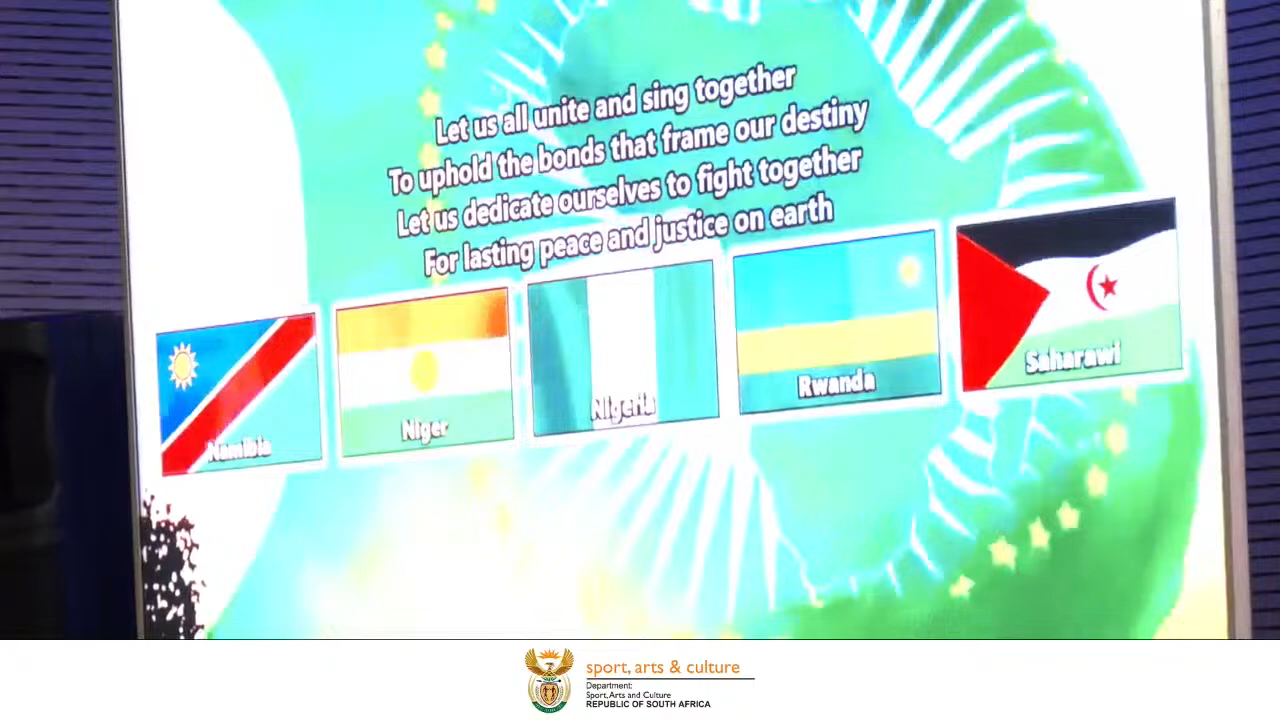 Let us all unite and sing together
To uphold the bonds that frame our destiny
Let us dedicate ourselves to fight together
For lasting peace and justice on earth
Namibia
Niger
Nigeria
Rwanda
Saharawi
sport, arts & culture
Department:
Sport, Arts and Culture
REPUBLIC OF SOUTH AFRICA